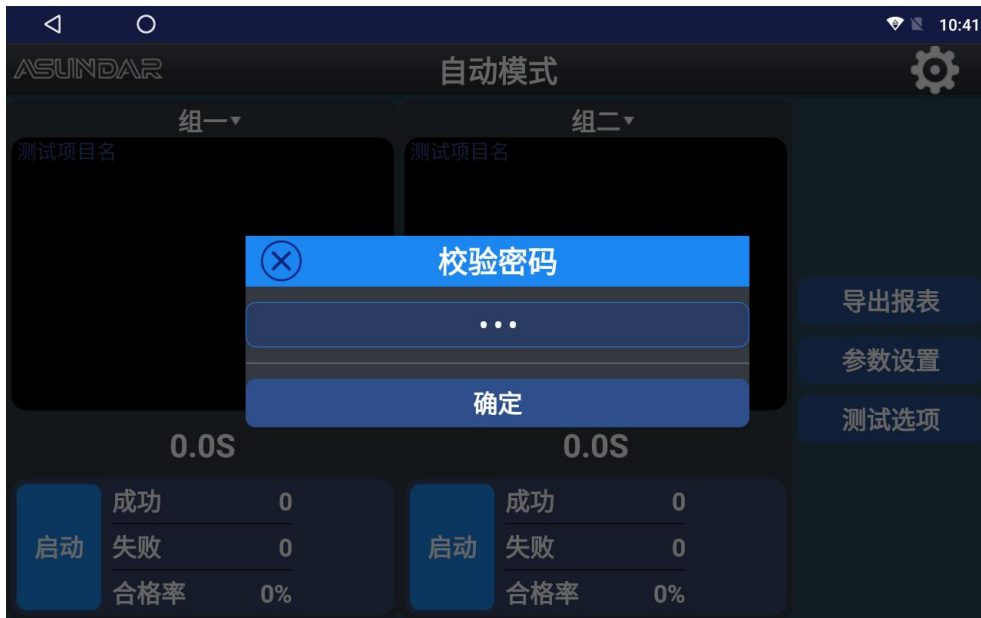 10:41
ASUNDAR
自动模式
组一▾
测试项目名
组二▾
测试项目名
校验密码
•••
确定
导出报表
参数设置
测试选项
0.0S
0.0S
启动
成功 0
失败 0
合格率 0%
启动
成功 0
失败 0
合格率 0%